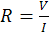 R = V/I